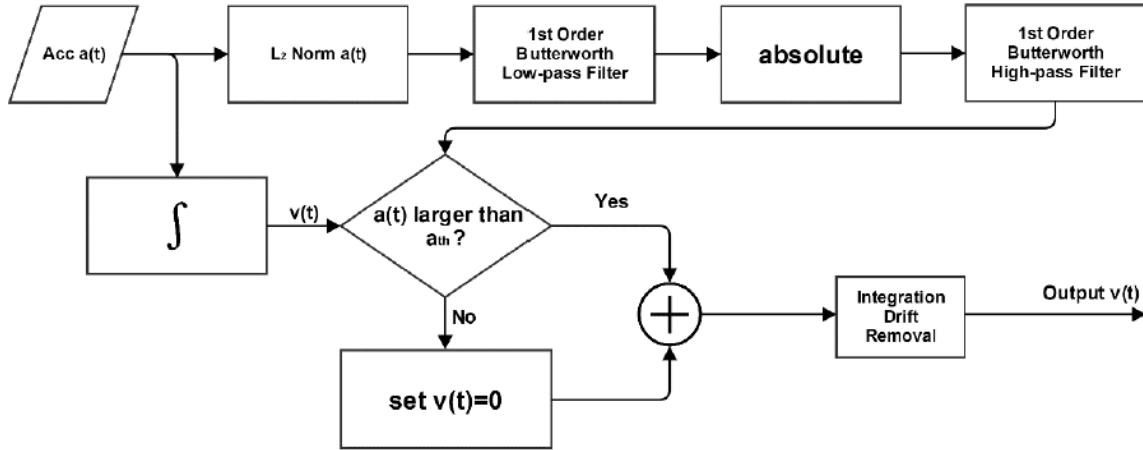 Acc a(t)
L₂ Norm a(t)
1st Order
Butterworth
Low-pass Filter
absolute
1st Order
Butterworth
High-pass Filter
∫
v(t)
a(t) larger than
aₜₕ ?
Yes
No
set v(t)=0
+
Integration
Drift
Removal
Output v(t)